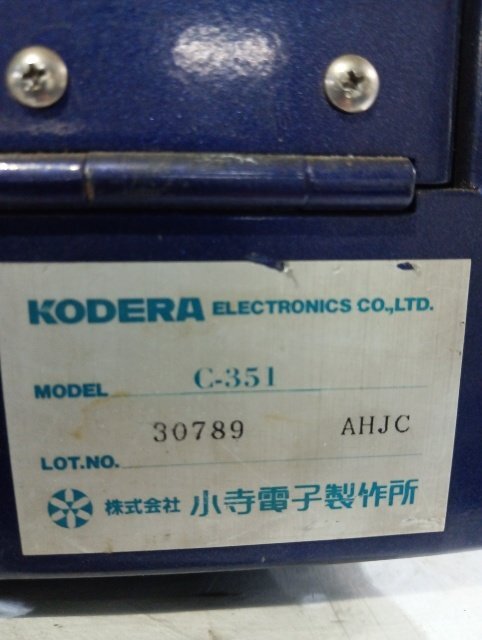 KODERA ELECTRONICS CO.,LTD.
MODEL C-351
30789 AHJC
LOT.NO.
株式会社 小寺電子製作所